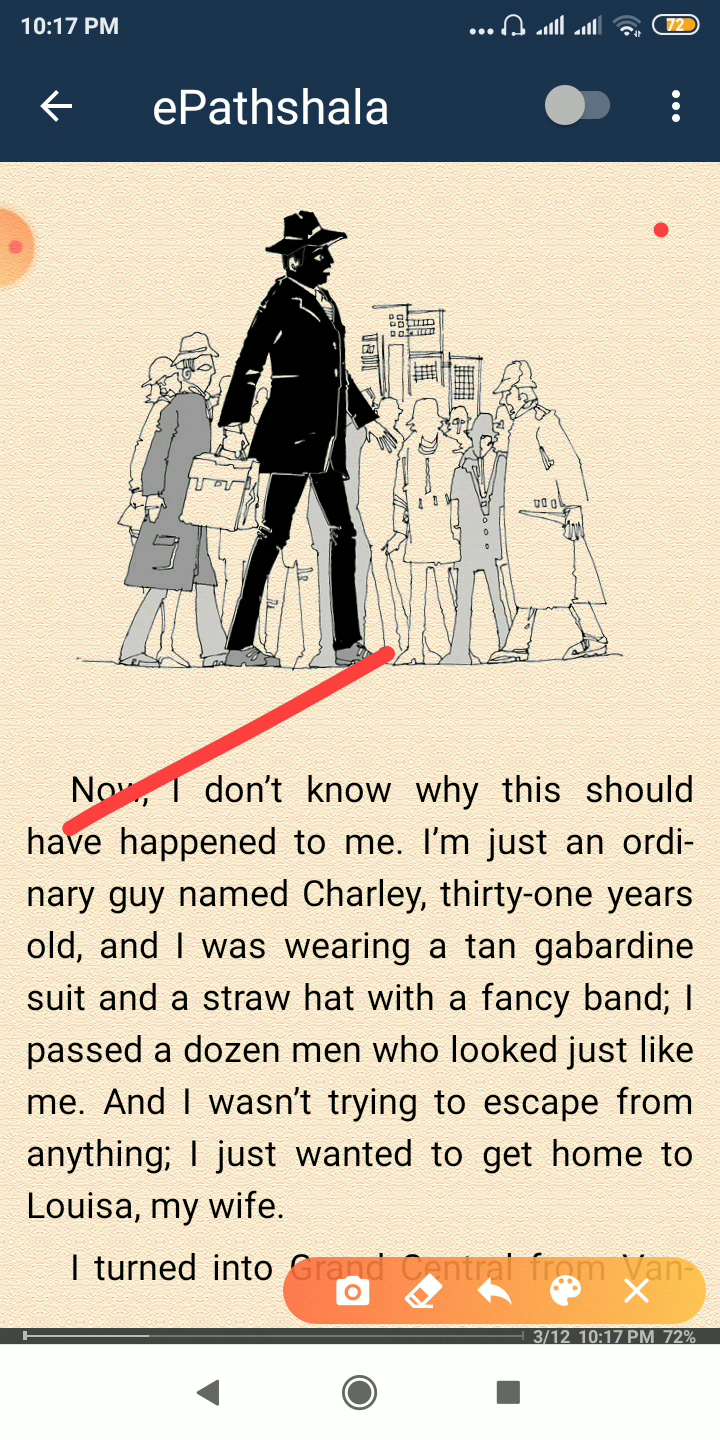 10:17 PM
72
ePathshala
Now, I don’t know why this should
have happened to me. I’m just an ordi-
nary guy named Charley, thirty-one years
old, and I was wearing a tan gabardine
suit and a straw hat with a fancy band; I
passed a dozen men who looked just like
me. And I wasn’t trying to escape from
anything; I just wanted to get home to
Louisa, my wife.
I turned into Grand Central from Van-
3/12 10:17 PM 72%